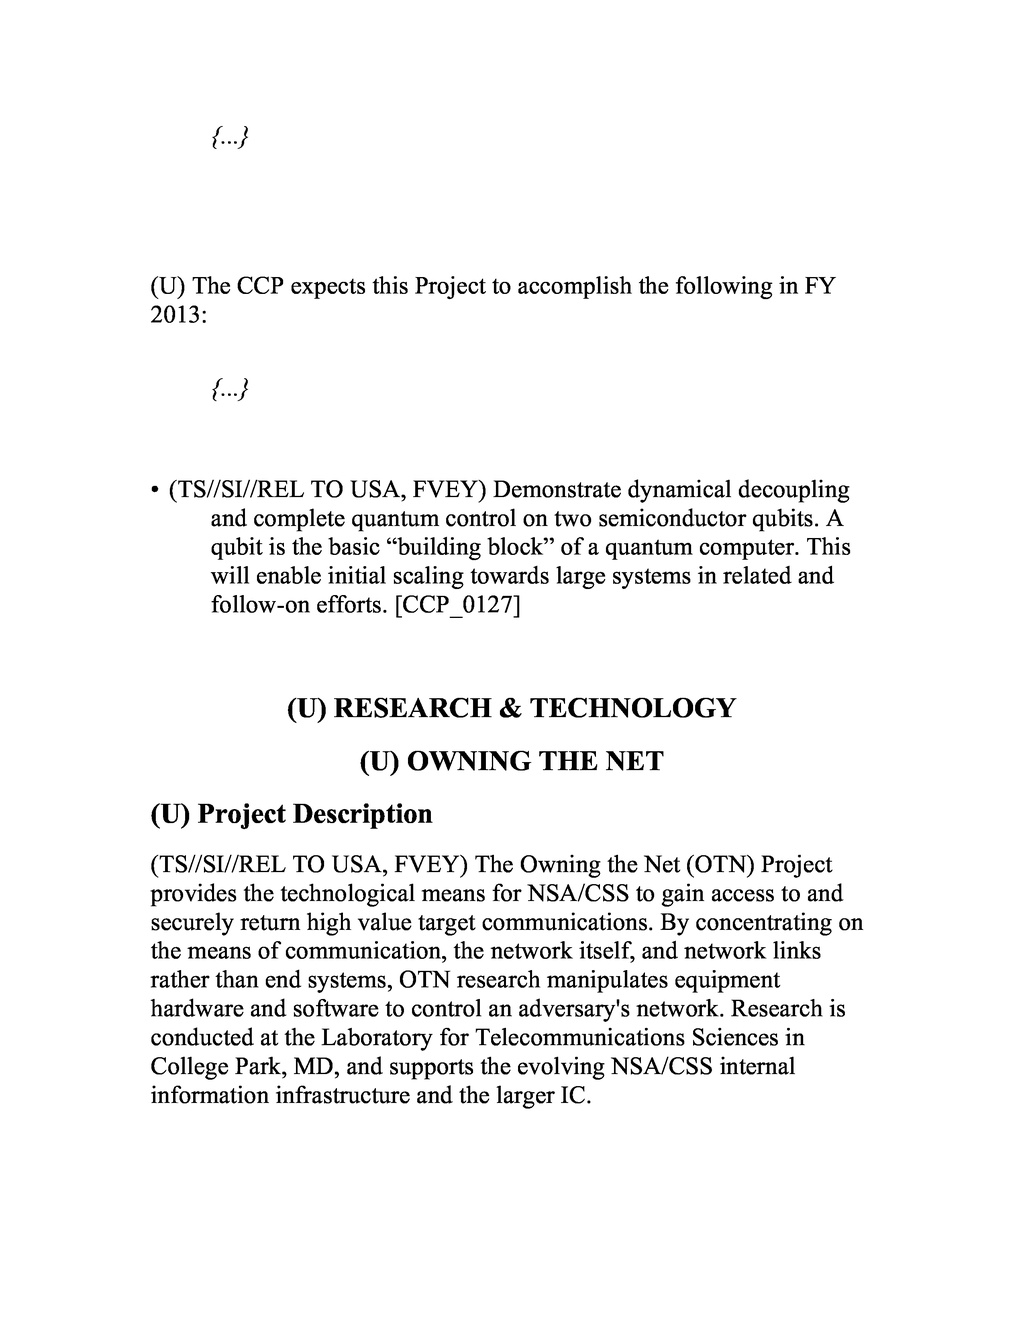 {...}
(U) The CCP expects this Project to accomplish the following in FY
2013:
{...}
• (TS//SI//REL TO USA, FVEY) Demonstrate dynamical decoupling
and complete quantum control on two semiconductor qubits. A
qubit is the basic “building block” of a quantum computer. This
will enable initial scaling towards large systems in related and
follow-on efforts. [CCP_0127]
(U) RESEARCH & TECHNOLOGY
(U) OWNING THE NET
(U) Project Description
(TS//SI//REL TO USA, FVEY) The Owning the Net (OTN) Project
provides the technological means for NSA/CSS to gain access to and
securely return high value target communications. By concentrating on
the means of communication, the network itself, and network links
rather than end systems, OTN research manipulates equipment
hardware and software to control an adversary's network. Research is
conducted at the Laboratory for Telecommunications Sciences in
College Park, MD, and supports the evolving NSA/CSS internal
information infrastructure and the larger IC.